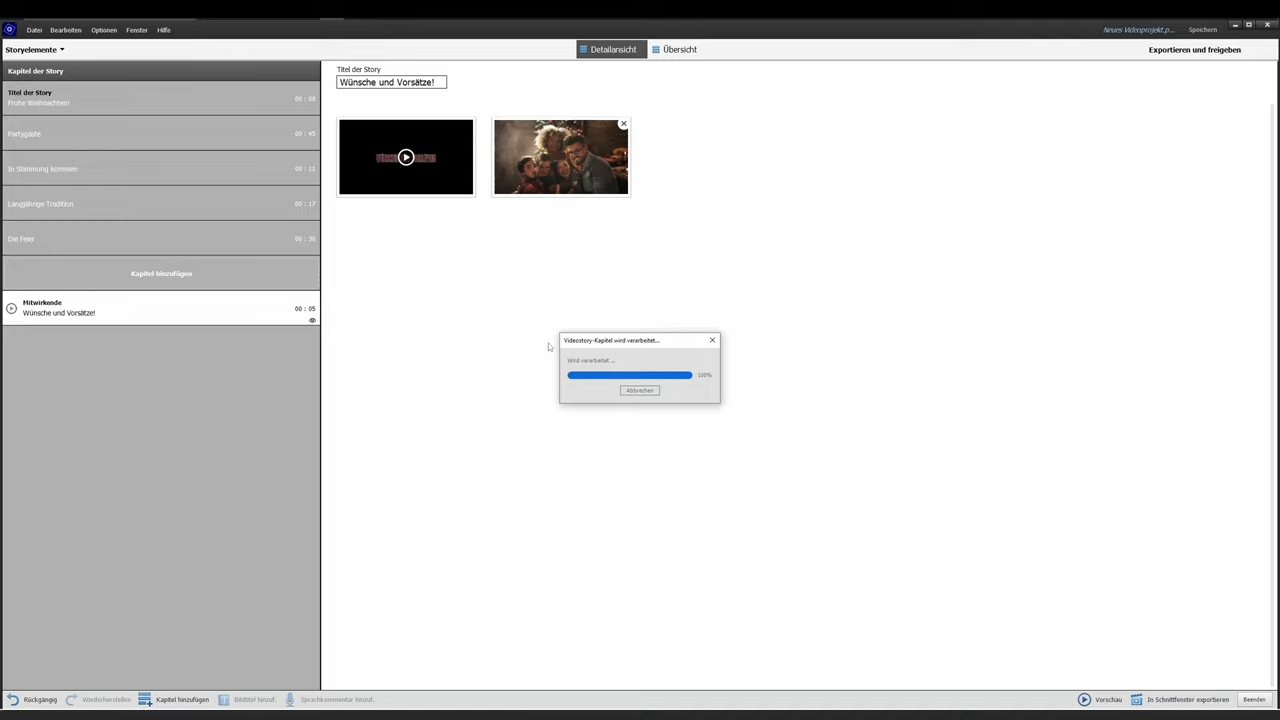 Datei Bearbeiten Optionen Fenster Hilfe
Neues Videoprojekt.p... Speichern
Storyelemente
Detailansicht Übersicht
Exportieren und freigeben
Kapitel der Story
Titel der Story
Frohe Weihnachten!
00 : 08
Partygäste
00 : 45
In Stimmung kommen
00 : 11
Langjährige Tradition
00 : 17
Die Feier
00 : 30
Kapitel hinzufügen
Mitwirkende
Wünsche und Vorsätze!
00 : 05
Titel der Story
Wünsche und Vorsätze!
Videostory-Kapitel wird verarbeitet...
Wird verarbeitet ...
100%
Abbrechen
Rückgängig Wiederherstellen Kapitel hinzufügen Bildtitel hinzuf. Sprachkommentar hinzuf.
Vorschau In Schnittfenster exportieren Beenden